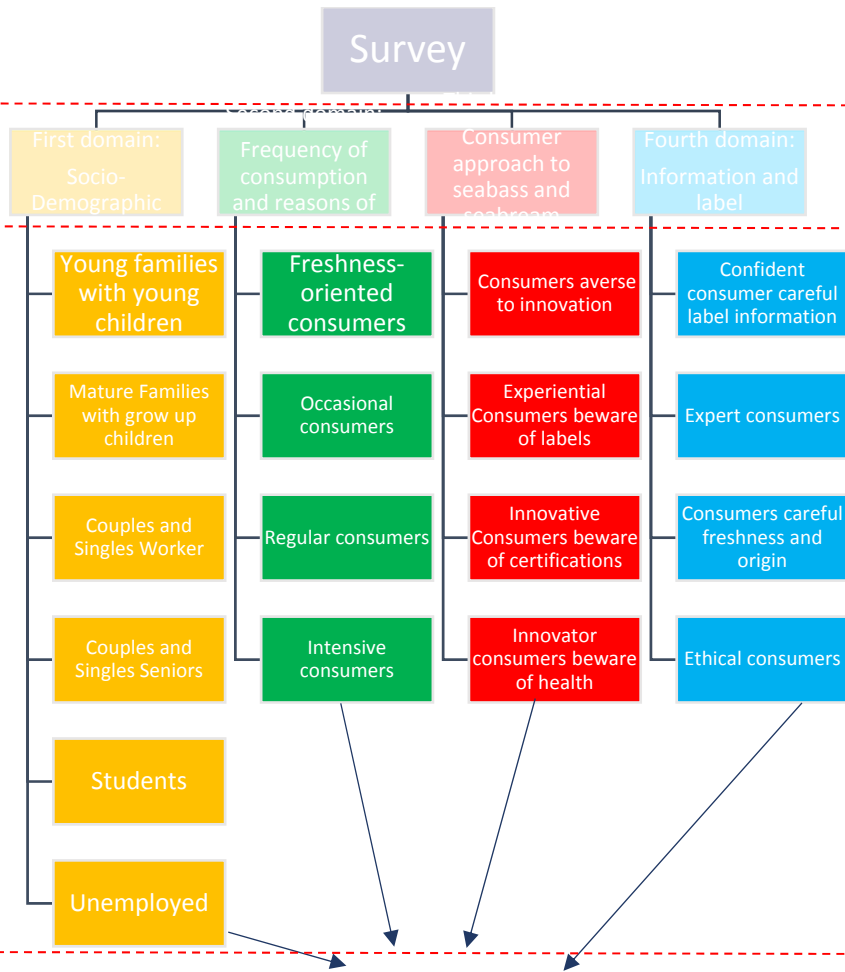 Survey
First domain:
Socio-
Demographic
Second domain:
Frequency of
consumption
and reasons of
Consumer
approach to
seabass and
seabream
Fourth domain:
Information and
label
Young families
with young
children
Mature Families
with grow up
children
Couples and
Singles Worker
Couples and
Singles Seniors
Students
Unemployed
Freshness-
oriented
consumers
Occasional
consumers
Regular consumers
Intensive
consumers
Consumers averse
to innovation
Experiential
Consumers beware
of labels
Innovative
Consumers beware
of certifications
Innovator
consumers beware
of health
Confident
consumer careful
label information
Expert consumers
Consumers careful
freshness and
origin
Ethical consumers